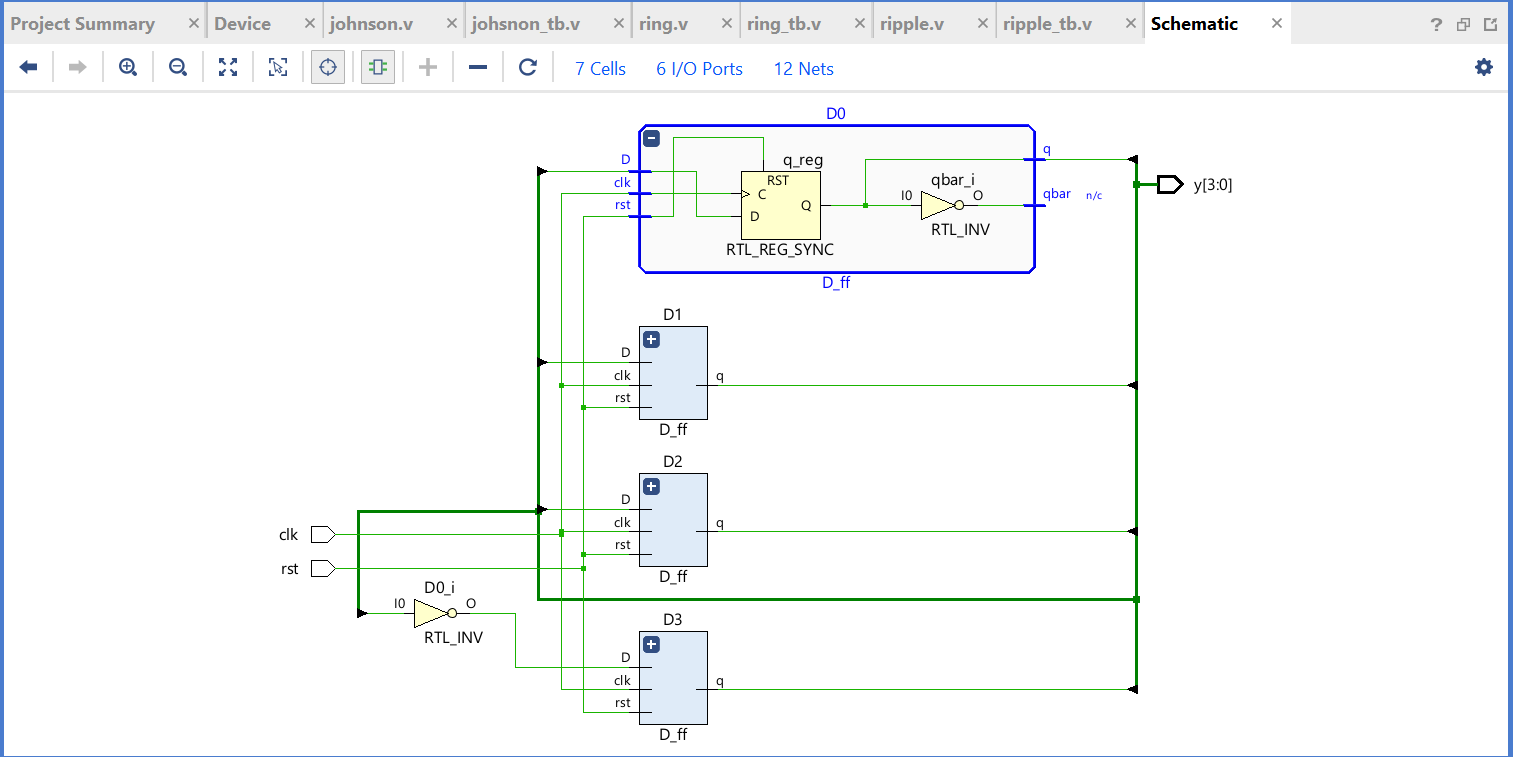 Project Summary × Device × johnson.v × johsnon_tb.v × ring.v × ring_tb.v × ripple.v × ripple_tb.v × Schematic × ?
7 Cells 6 I/O Ports 12 Nets
D0
D
clk
rst
q_reg
RST
C
D
Q
RTL_REG_SYNC
qbar_i
I0
O
RTL_INV
q
qbar n/c
D_ff
y[3:0]
D1
D
clk
rst
q
D_ff
D2
D
clk
rst
q
D_ff
clk
rst
D0_i
I0
O
RTL_INV
D3
D
clk
rst
q
D_ff